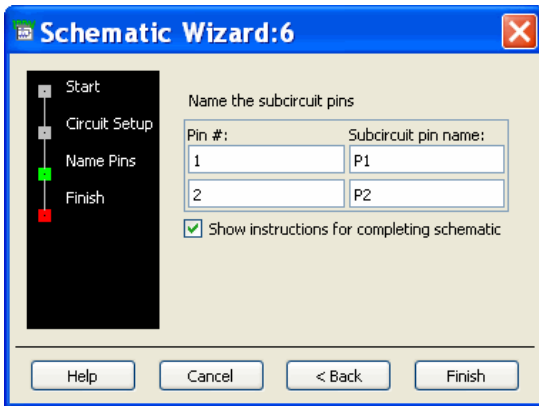 Schematic Wizard:6
Start
Circuit Setup
Name Pins
Finish
Name the subcircuit pins
Pin #: Subcircuit pin name:
1 P1
2 P2
Show instructions for completing schematic
Help Cancel < Back Finish